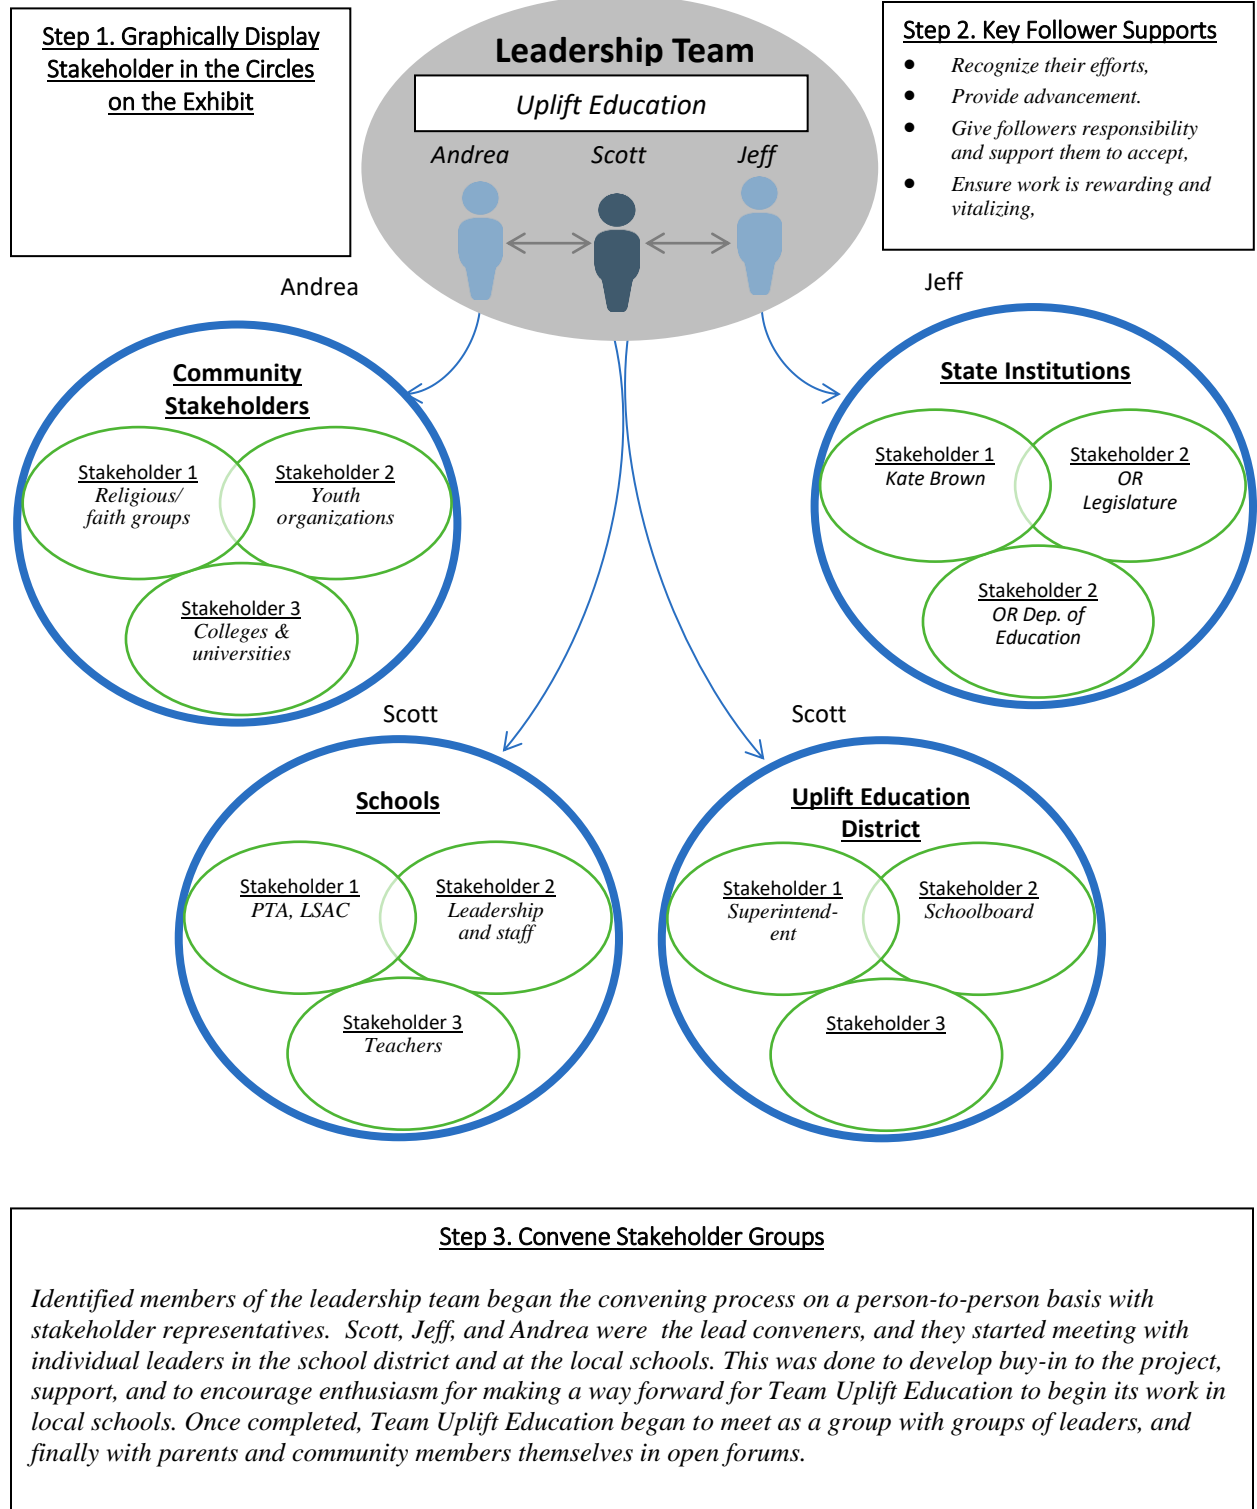 Step 1. Graphically Display
Stakeholder in the Circles
on the Exhibit
Leadership Team
Uplift Education
Andrea
Scott
Jeff
Step 2. Key Follower Supports
● Recognize their efforts,
● Provide advancement.
● Give followers responsibility
and support them to accept,
● Ensure work is rewarding and
vitalizing,
Andrea
Jeff
Community
Stakeholders
Stakeholder 1
Religious/
faith groups
Stakeholder 2
Youth
organizations
Stakeholder 3
Colleges &
universities
State Institutions
Stakeholder 1
Kate Brown
Stakeholder 2
OR
Legislature
Stakeholder 2
OR Dep. of
Education
Scott
Scott
Schools
Stakeholder 1
PTA, LSAC
Stakeholder 2
Leadership
and staff
Stakeholder 3
Teachers
Uplift Education
District
Stakeholder 1
Superintend-
ent
Stakeholder 2
Schoolboard
Stakeholder 3
Step 3. Convene Stakeholder Groups
Identified members of the leadership team began the convening process on a person-to-person basis with
stakeholder representatives. Scott, Jeff, and Andrea were the lead conveners, and they started meeting with
individual leaders in the school district and at the local schools. This was done to develop buy-in to the project,
support, and to encourage enthusiasm for making a way forward for Team Uplift Education to begin its work in
local schools. Once completed, Team Uplift Education began to meet as a group with groups of leaders, and
finally with parents and community members themselves in open forums.